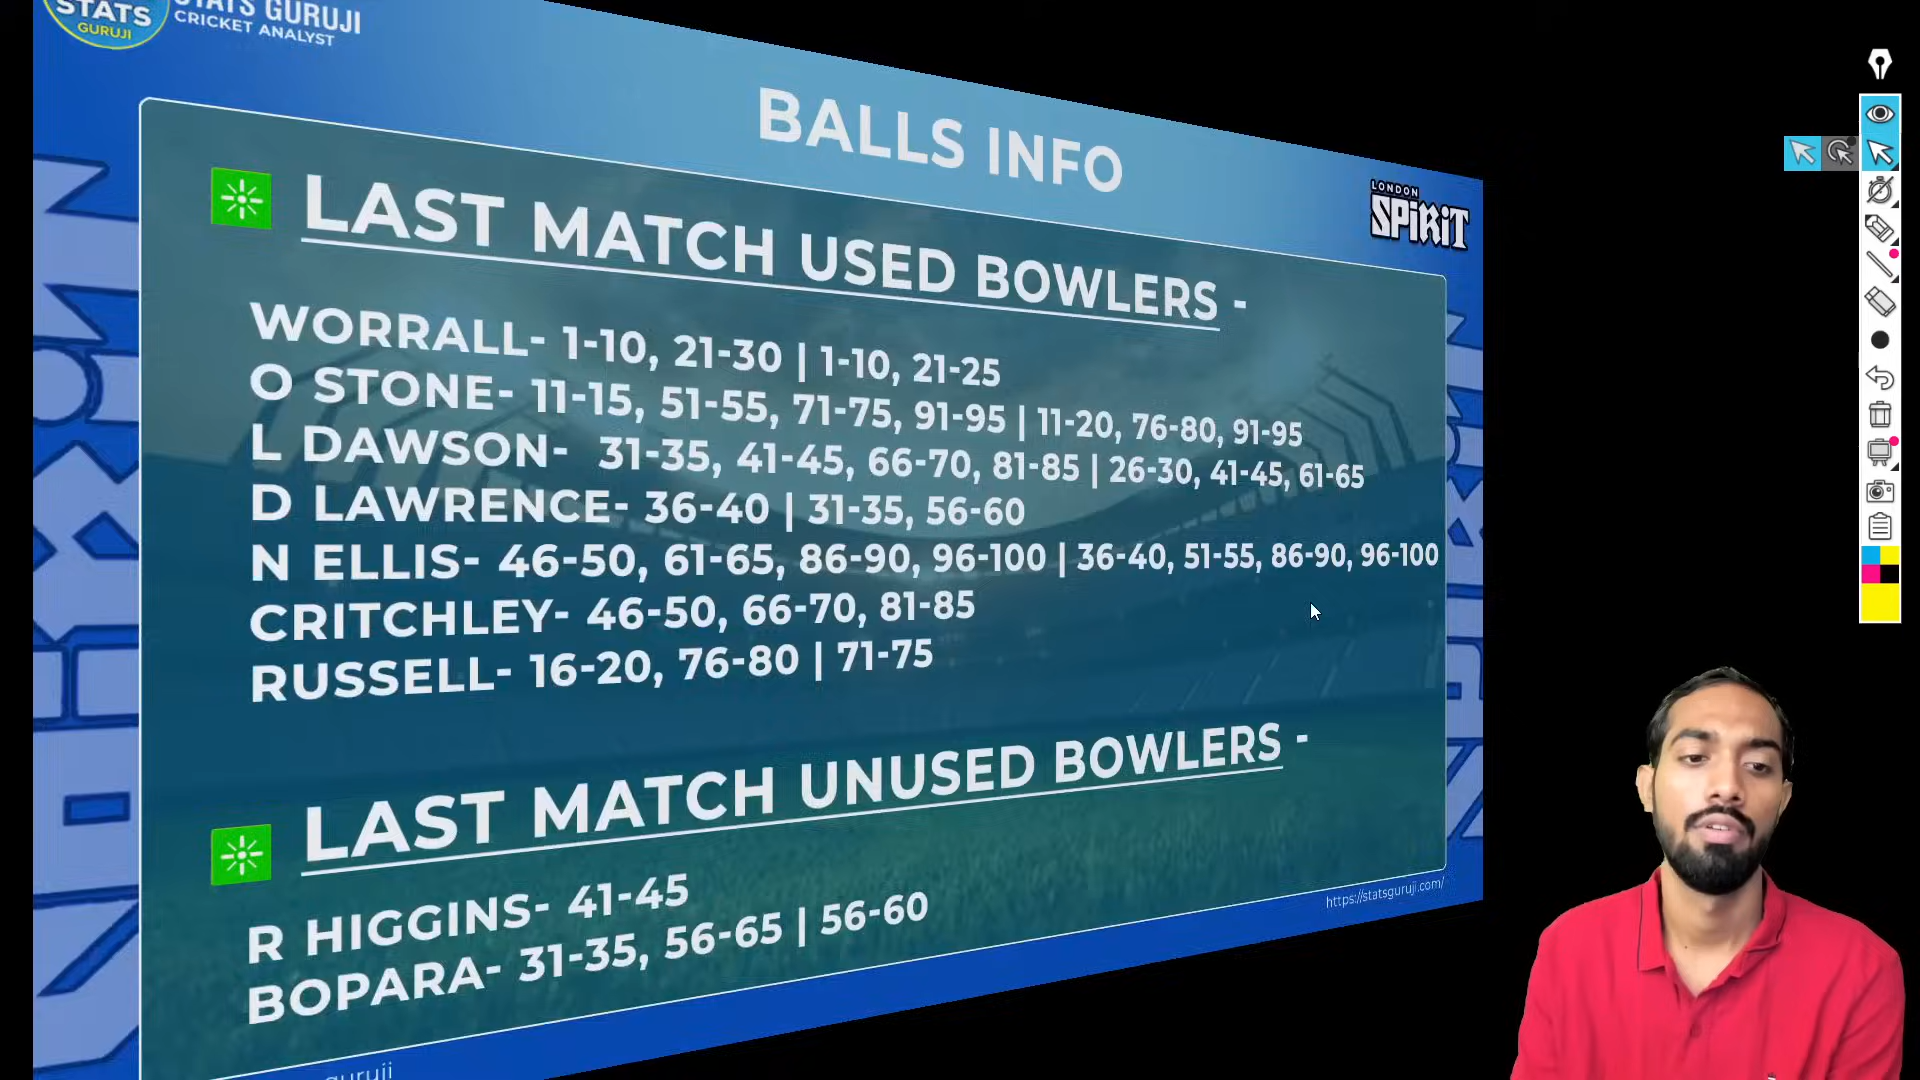 STATS
GURUJI
STATS GURUJI
CRICKET ANALYST
BALLS INFO
LONDON
SPIRIT
LAST MATCH USED BOWLERS -
WORRALL- 1-10, 21-30 | 1-10, 21-25
O STONE- 11-15, 51-55, 71-75, 91-95 | 11-20, 76-80, 91-95
L DAWSON- 31-35, 41-45, 66-70, 81-85 | 26-30, 41-45, 61-65
D LAWRENCE- 36-40 | 31-35, 56-60
N ELLIS- 46-50, 61-65, 86-90, 96-100 | 36-40, 51-55, 86-90, 96-100
CRITCHLEY- 46-50, 66-70, 81-85
RUSSELL- 16-20, 76-80 | 71-75
LAST MATCH UNUSED BOWLERS -
R HIGGINS- 41-45
BOPARA- 31-35, 56-65 | 56-60
https://statsguruji.com/
guruji